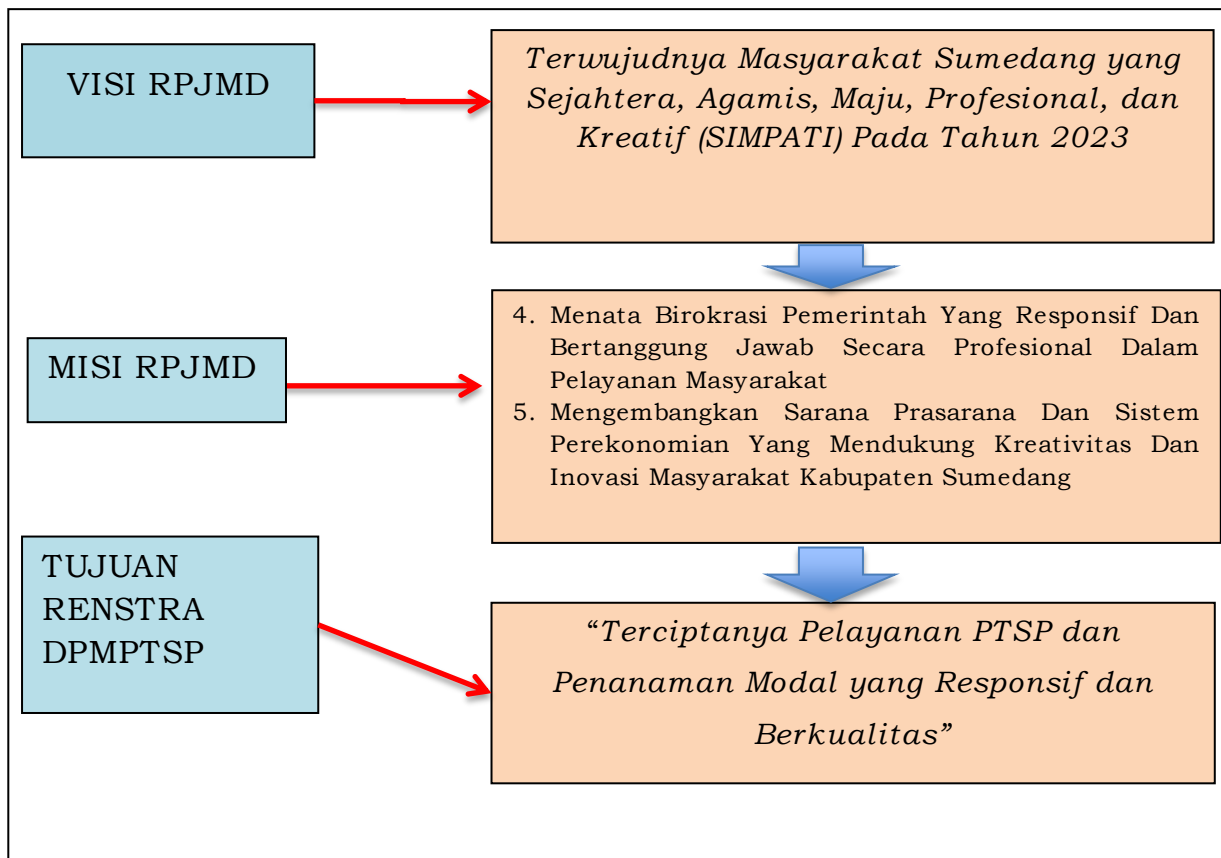 VISI RPJMD
Terwujudnya Masyarakat Sumedang yang
Sejahtera, Agamis, Maju, Profesional, dan
Kreatif (SIMPATI) Pada Tahun 2023
MISI RPJMD
4. Menata Birokrasi Pemerintah Yang Responsif Dan
Bertanggung Jawab Secara Profesional Dalam
Pelayanan Masyarakat
5. Mengembangkan Sarana Prasarana Dan Sistem
Perekonomian Yang Mendukung Kreativitas Dan
Inovasi Masyarakat Kabupaten Sumedang
TUJUAN
RENSTRA
DPMPTSP
“Terciptanya Pelayanan PTSP dan
Penanaman Modal yang Responsif dan
Berkualitas”